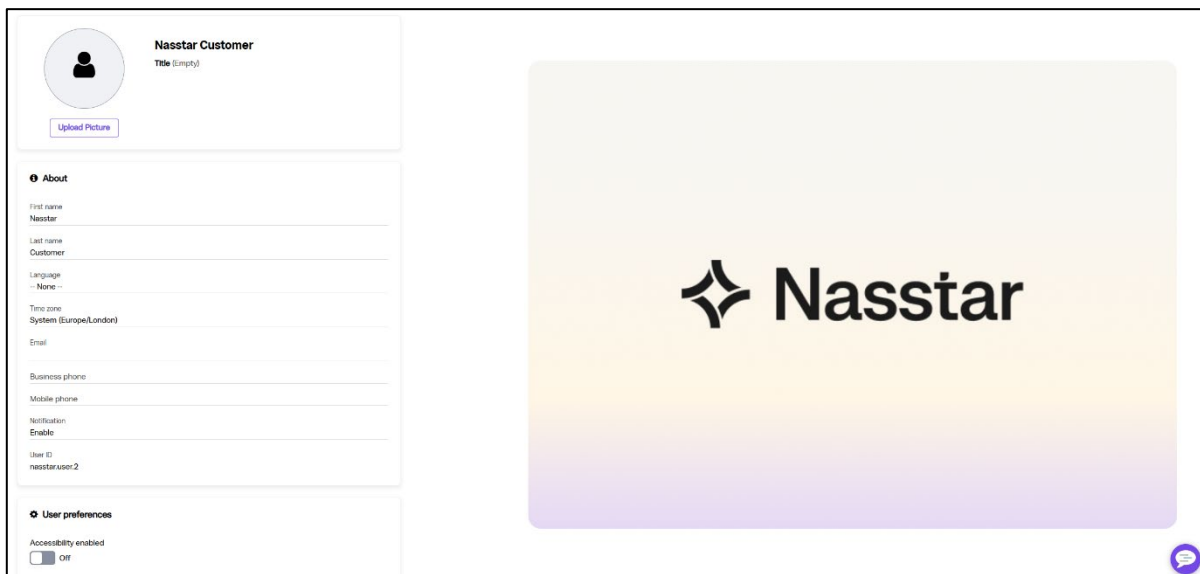 Nasstar Customer
Title (Empty)
Upload Picture
About
First name
Nasstar
Last name
Customer
Language
-- None --
Time zone
System (Europe/London)
Email
Business phone
Mobile phone
Notification
Enable
User ID
nasstar.user.2
User preferences
Accessibility enabled
Off
Nasstar